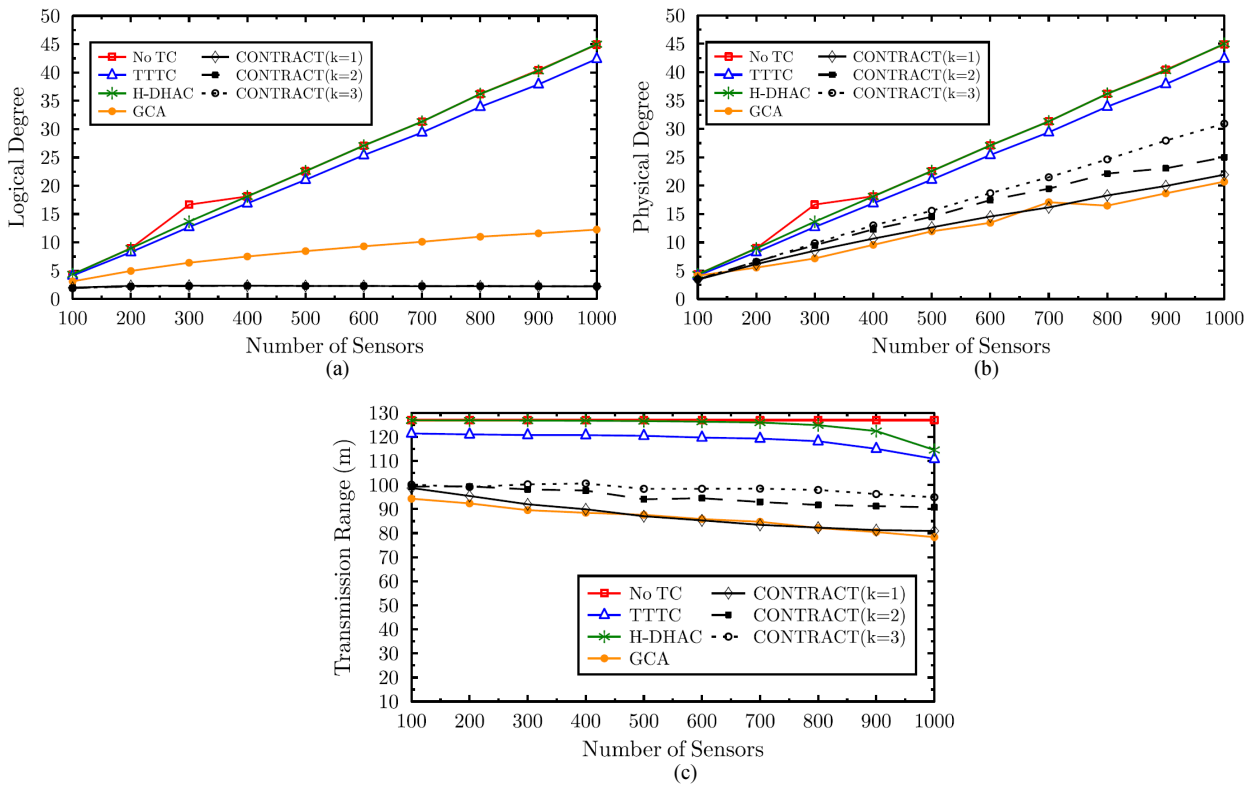 50
45
40
35
30
25
20
15
10
5
0
Logical Degree
No TC
TTTC
H-DHAC
GCA
CONTRACT(k=1)
CONTRACT(k=2)
CONTRACT(k=3)
100 200 300 400 500 600 700 800 900 1000
Number of Sensors
(a)
50
45
40
35
30
25
20
15
10
5
0
Physical Degree
No TC
TTTC
H-DHAC
GCA
CONTRACT(k=1)
CONTRACT(k=2)
CONTRACT(k=3)
100 200 300 400 500 600 700 800 900 1000
Number of Sensors
(b)
130
120
110
100
90
80
70
60
50
40
30
20
10
Transmission Range (m)
No TC
TTTC
H-DHAC
GCA
CONTRACT(k=1)
CONTRACT(k=2)
CONTRACT(k=3)
100 200 300 400 500 600 700 800 900 1000
Number of Sensors
(c)